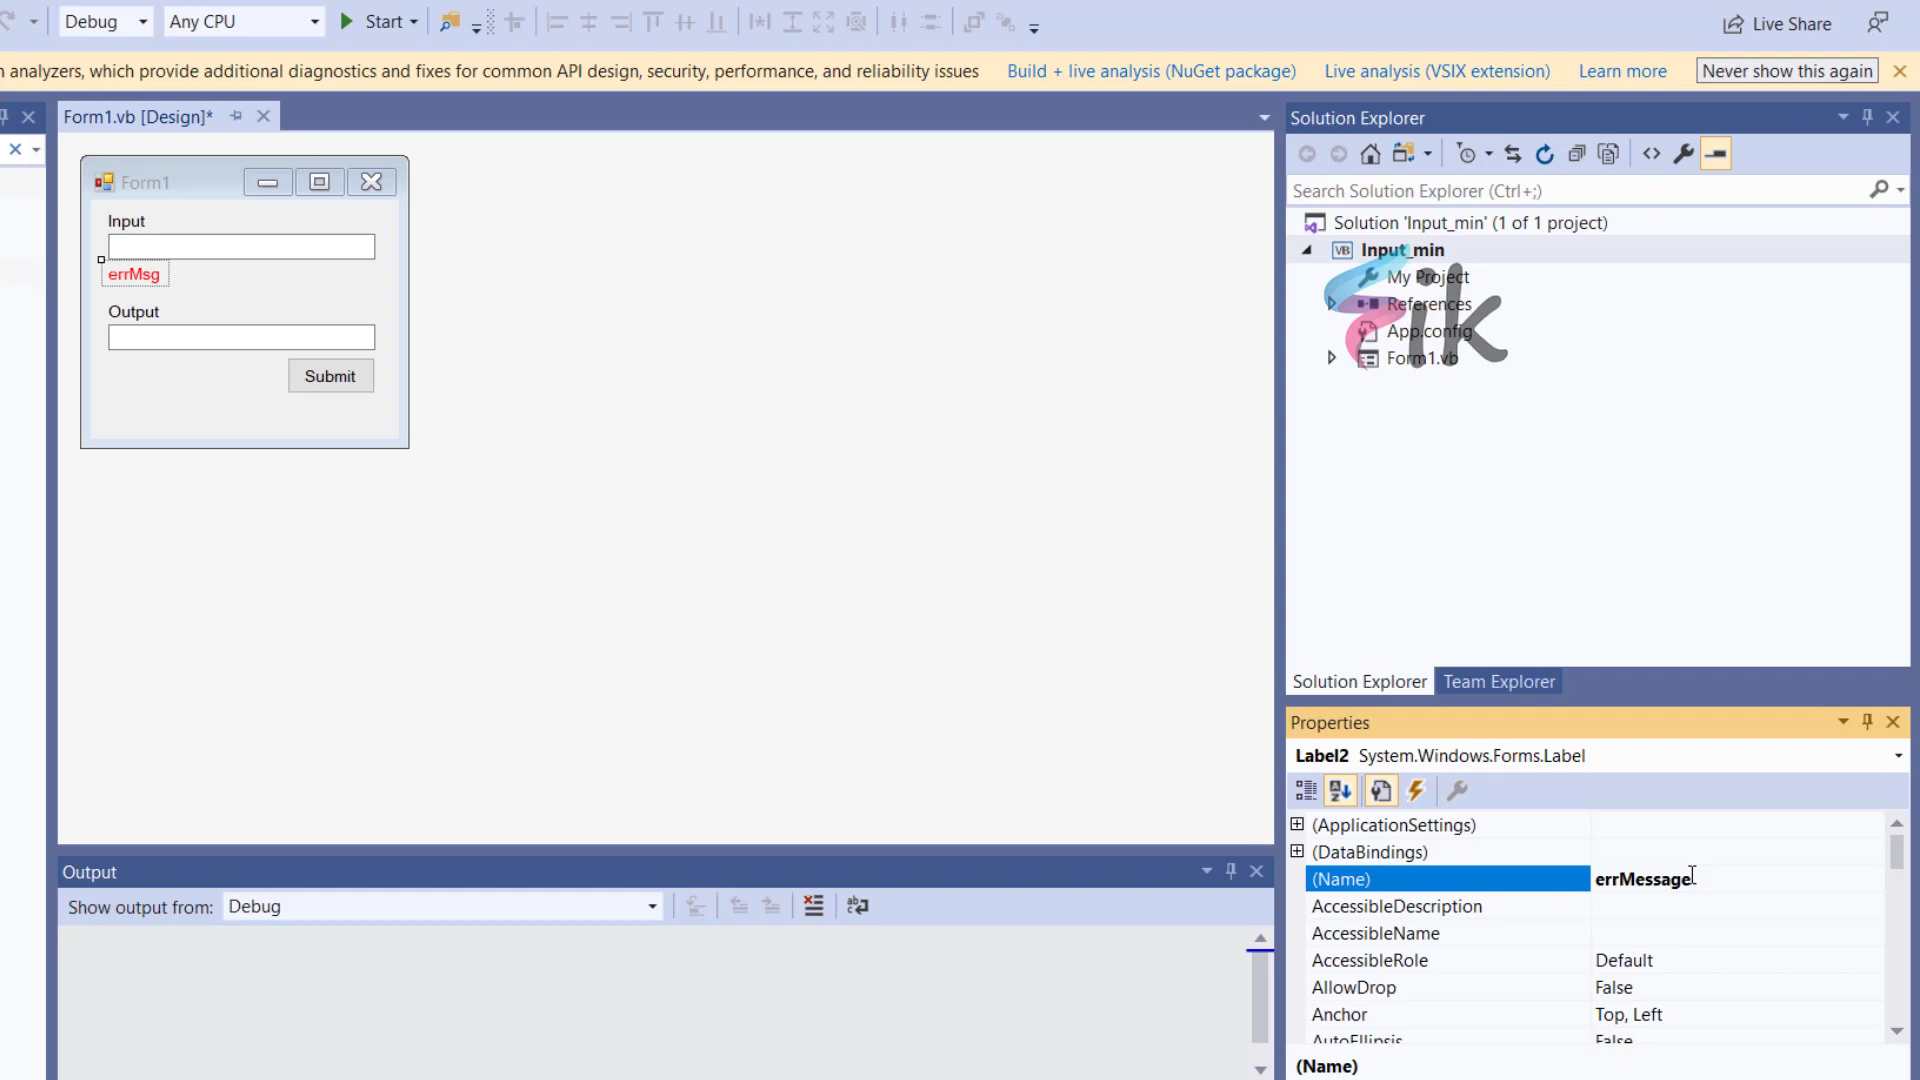 Debug
Any CPU
Start
Live Share
analyzers, which provide additional diagnostics and fixes for common API design, security, performance, and reliability issues
Build + live analysis (NuGet package)
Live analysis (VSIX extension)
Learn more
Never show this again
Form1.vb [Design]*
Form1
Input
errMsg
Output
Submit
Solution Explorer
Search Solution Explorer (Ctrl+;)
Solution 'Input_min' (1 of 1 project)
VB Input_min
My Project
References
App.config
Form1.vb
ik
Solution Explorer
Team Explorer
Properties
Label2 System.Windows.Forms.Label
(ApplicationSettings)
(DataBindings)
(Name) errMessage
AccessibleDescription
AccessibleName
AccessibleRole Default
AllowDrop False
Anchor Top, Left
AutoEllipsis False
(Name)
Output
Show output from: Debug